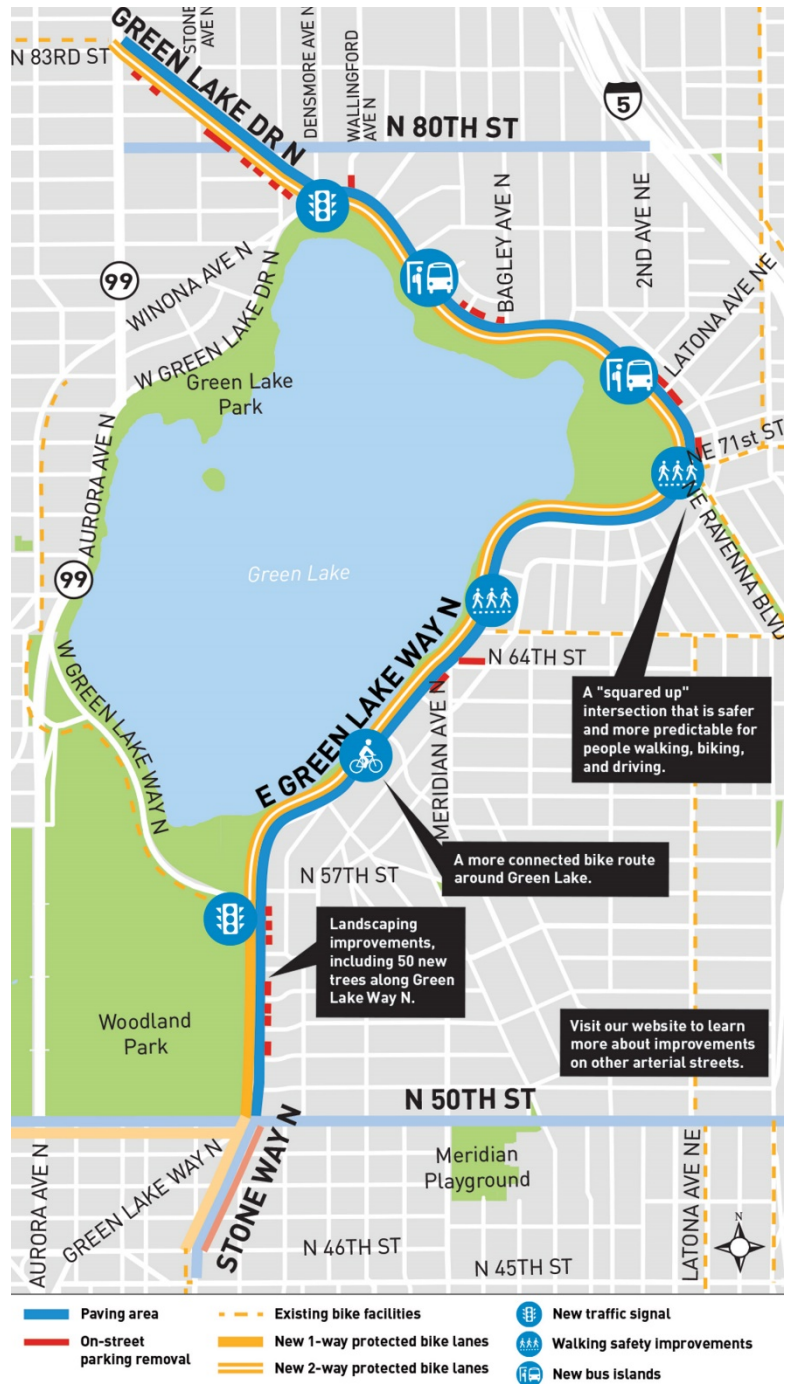 GREEN LAKE DR N
STONE
AVE N
DENSMORE AVE N
WALLINGFORD
AVE N
N 83RD ST
5
N 80TH ST
BAGLEY AVE N
2ND AVE NE
LATONA AVE NE
99
WINONA AVE N
W GREEN LAKE DR N
Green Lake
Park
AURORA AVE N
NE 71st ST
NE RAVENNA BLVD
99
Green Lake
W GREEN LAKE WAY N
E GREEN LAKE WAY N
N 64TH ST
MERIDIAN AVE N
A "squared up"
intersection that is safer
and more predictable for
people walking, biking,
and driving.
A more connected bike route
around Green Lake.
N 57TH ST
Landscaping
improvements,
including 50 new
trees along Green
Lake Way N.
Woodland
Park
Visit our website to learn
more about improvements
on other arterial streets.
N 50TH ST
AURORA AVE N
GREEN LAKE WAY N
STONE WAY N
Meridian
Playground
LATONA AVE NE
N
N 46TH ST
N 45TH ST
Paving area
On-street
parking removal
Existing bike facilities
New 1-way protected bike lanes
New 2-way protected bike lanes
New traffic signal
Walking safety improvements
New bus islands